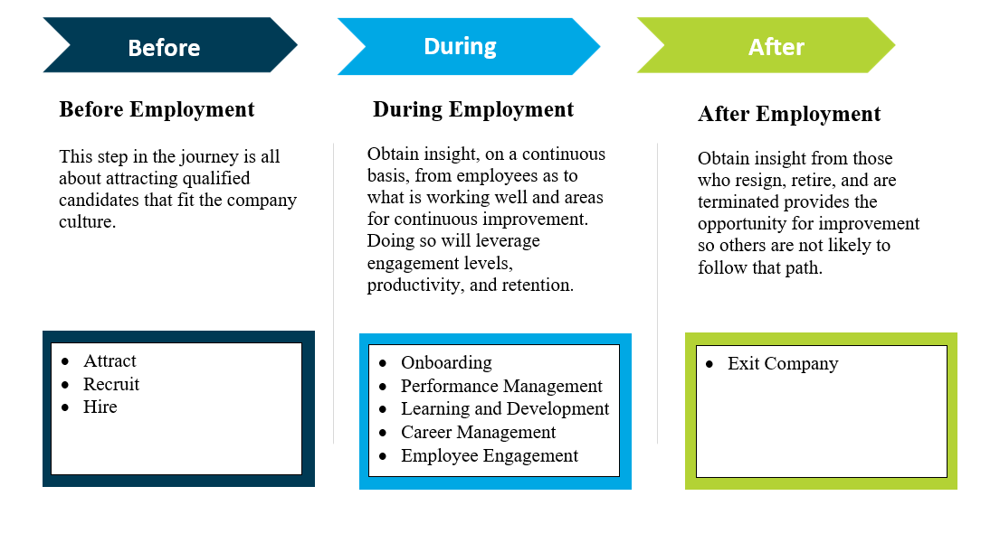 Before
During
After
Before Employment
This step in the journey is all
about attracting qualified
candidates that fit the company
culture.
During Employment
Obtain insight, on a continuous
basis, from employees as to
what is working well and areas
for continuous improvement.
Doing so will leverage
engagement levels,
productivity, and retention.
After Employment
Obtain insight from those
who resign, retire, and are
terminated provides the
opportunity for improvement
so others are not likely to
follow that path.
• Attract
• Recruit
• Hire
• Onboarding
• Performance Management
• Learning and Development
• Career Management
• Employee Engagement
• Exit Company